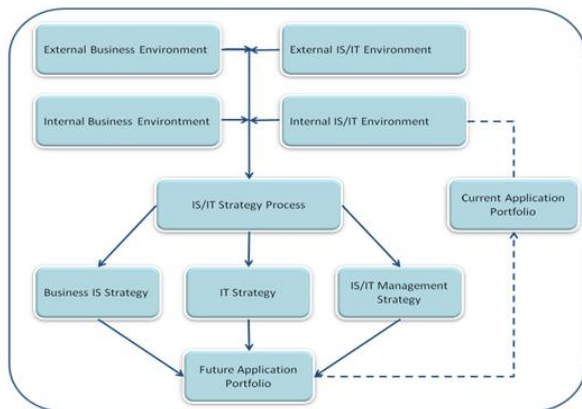 External Business Environment
External IS/IT Environment
Internal Business Environtment
Internal IS/IT Environment
IS/IT Strategy Process
Current Application
Portfolio
Business IS Strategy
IT Strategy
IS/IT Management
Strategy
Future Application
Portfolio